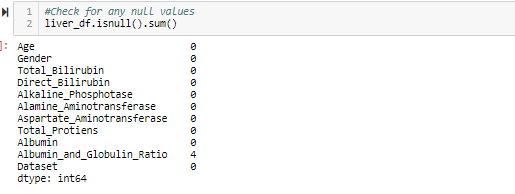 1 #Check for any null values
2 liver_df.isnull().sum()
]: Age 0
Gender 0
Total_Bilirubin 0
Direct_Bilirubin 0
Alkaline_Phosphotase 0
Alamine_Aminotransferase 0
Aspartate_Aminotransferase 0
Total_Protiens 0
Albumin 0
Albumin_and_Globulin_Ratio 4
Dataset 0
dtype: int64